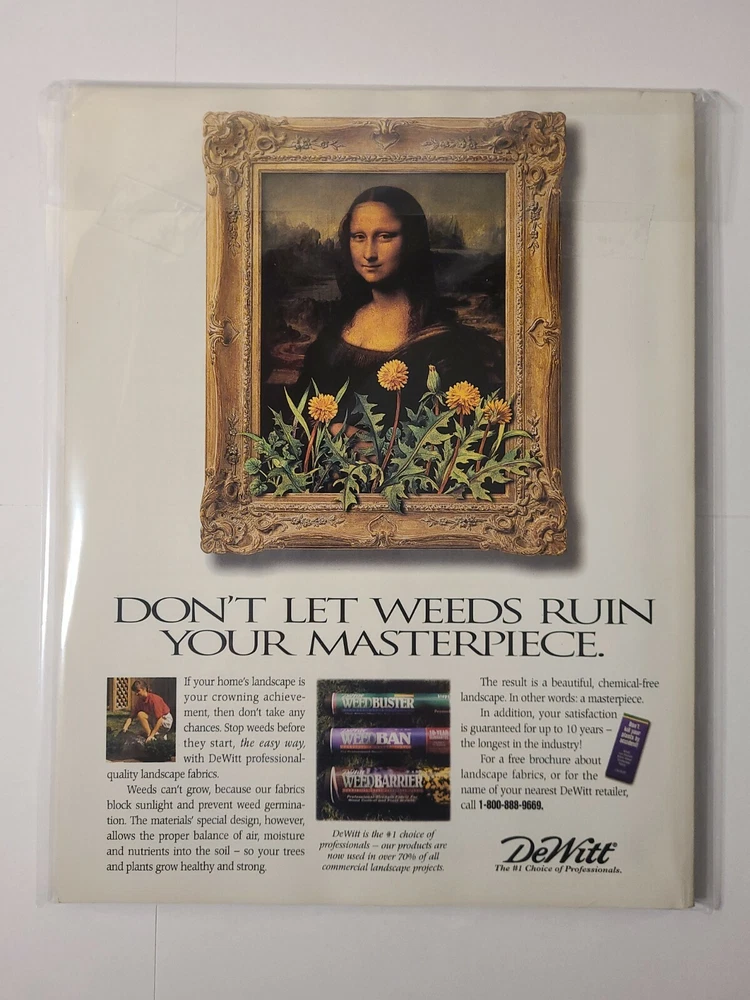 DON'T LET WEEDS RUIN
YOUR MASTERPIECE.
If your home's landscape is
your crowning achieve-
ment, then don't take any
chances. Stop weeds before
they start, the easy way,
with DeWitt professional-
quality landscape fabrics.
Weeds can't grow, because our fabrics
block sunlight and prevent weed germina-
tion. The materials' special design, however,
allows the proper balance of air, moisture
and nutrients into the soil – so your trees
and plants grow healthy and strong.
WEEDBUSTER
WEEDBAN
WEEDBARRIER
DeWitt is the #1 choice of
professionals – our products are
now used in over 70% of all
commercial landscape projects.
The result is a beautiful, chemical-free
landscape. In other words: a masterpiece.
In addition, your satisfaction
is guaranteed for up to 10 years –
the longest in the industry!
For a free brochure about
landscape fabrics, or for the
name of your nearest DeWitt retailer,
call 1-800-888-9669.
Don't
kill your
plants by
accident!
DeWitt®
The #1 Choice of Professionals.